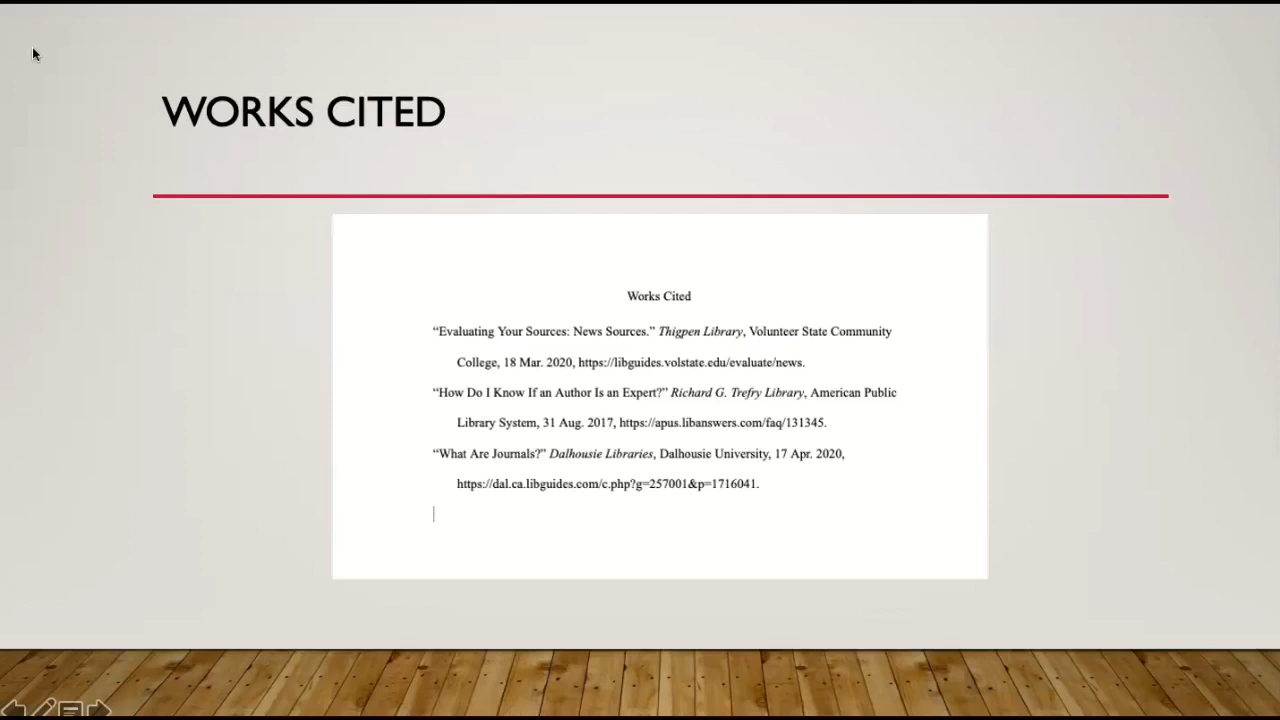 WORKS CITED
Works Cited
“Evaluating Your Sources: News Sources.” Thigpen Library, Volunteer State Community
College, 18 Mar. 2020, https://libguides.volstate.edu/evaluate/news.
“How Do I Know If an Author Is an Expert?” Richard G. Trefry Library, American Public
Library System, 31 Aug. 2017, https://apus.libanswers.com/faq/131345.
“What Are Journals?” Dalhousie Libraries, Dalhousie University, 17 Apr. 2020,
https://dal.ca.libguides.com/c.php?g=257001&p=1716041.